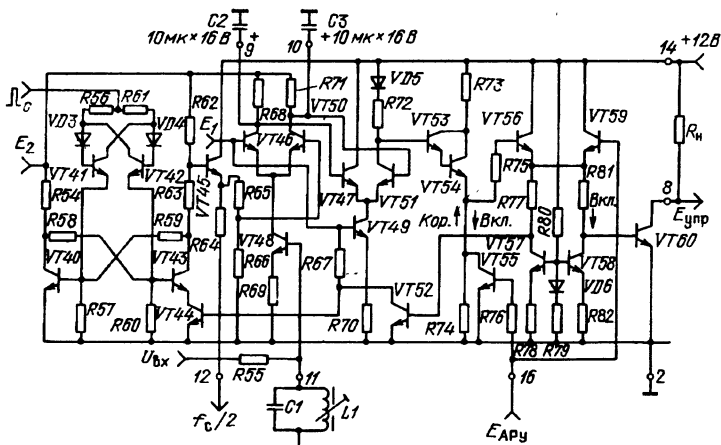 C2 C3
10мк×16В + +10мк×16В
9 10 14 +12В
R56 R61 R62 R68 R71 VD5 R73
Пс
VD3 VD4 E1 VT50 R72 VT56 VT59
E2 VT46 VT53 Rн
VT41 VT42 R75
R54 R63 VT45 R65 VT47 VT51 VT54 R77 R80 R81 8
R58 R59 R64 VT49 Кор. Вкл. Вкл. Eупр
VT40 VT43 VT48 R67 VT57 VT60
R66 VT52 VT55 VT58
R57 VT44 R69 VD6
R60 R70 R74 R76 R78 R79 R82
Uвх R55
12 11 16 2
fс/2 C1 L1 EАРУ